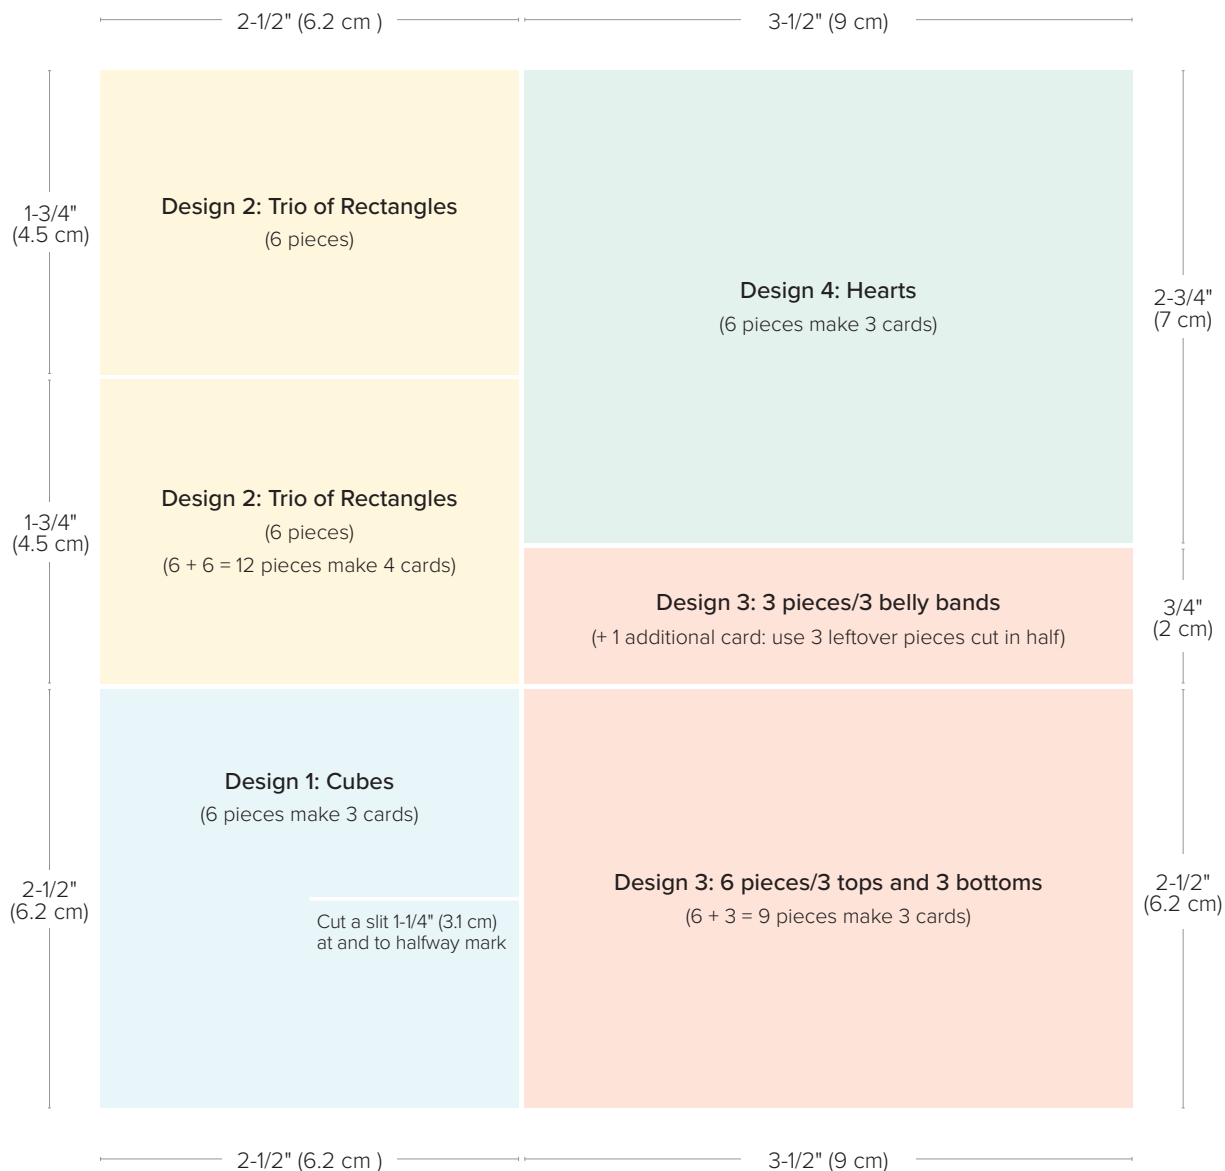 2-1/2" (6.2 cm )
3-1/2" (9 cm)
1-3/4"
(4.5 cm)
Design 2: Trio of Rectangles
(6 pieces)
Design 4: Hearts
(6 pieces make 3 cards)
2-3/4"
(7 cm)
1-3/4"
(4.5 cm)
Design 2: Trio of Rectangles
(6 pieces)
(6 + 6 = 12 pieces make 4 cards)
Design 3: 3 pieces/3 belly bands
(+ 1 additional card: use 3 leftover pieces cut in half)
3/4"
(2 cm)
2-1/2"
(6.2 cm)
Design 1: Cubes
(6 pieces make 3 cards)
Cut a slit 1-1/4" (3.1 cm)
at and to halfway mark
Design 3: 6 pieces/3 tops and 3 bottoms
(6 + 3 = 9 pieces make 3 cards)
2-1/2"
(6.2 cm)
2-1/2" (6.2 cm )
3-1/2" (9 cm)